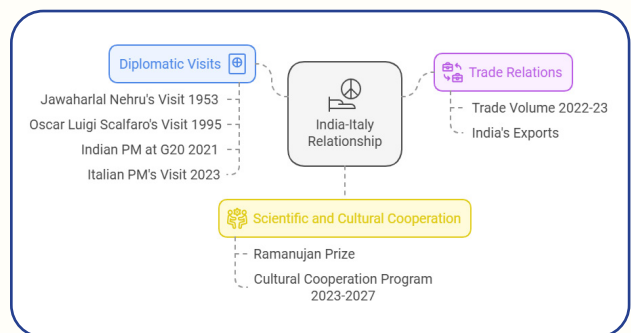 Diplomatic Visits
Jawaharlal Nehru's Visit 1953
Oscar Luigi Scalfaro's Visit 1995
Indian PM at G20 2021
Italian PM's Visit 2023
India-Italy
Relationship
Trade Relations
Trade Volume 2022-23
India's Exports
Scientific and Cultural Cooperation
Ramanujan Prize
Cultural Cooperation Program
2023-2027